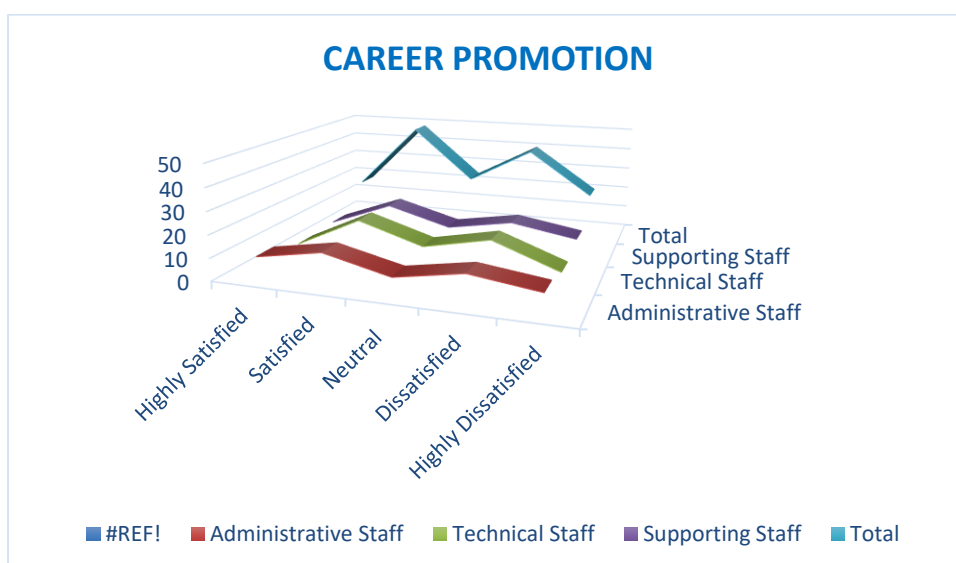 CAREER PROMOTION
50
40
30
20
10
0
Total
Supporting Staff
Technical Staff
Administrative Staff
Highly Satisfied
Satisfied
Neutral
Dissatisfied
Highly Dissatisfied
#REF! Administrative Staff Technical Staff Supporting Staff Total